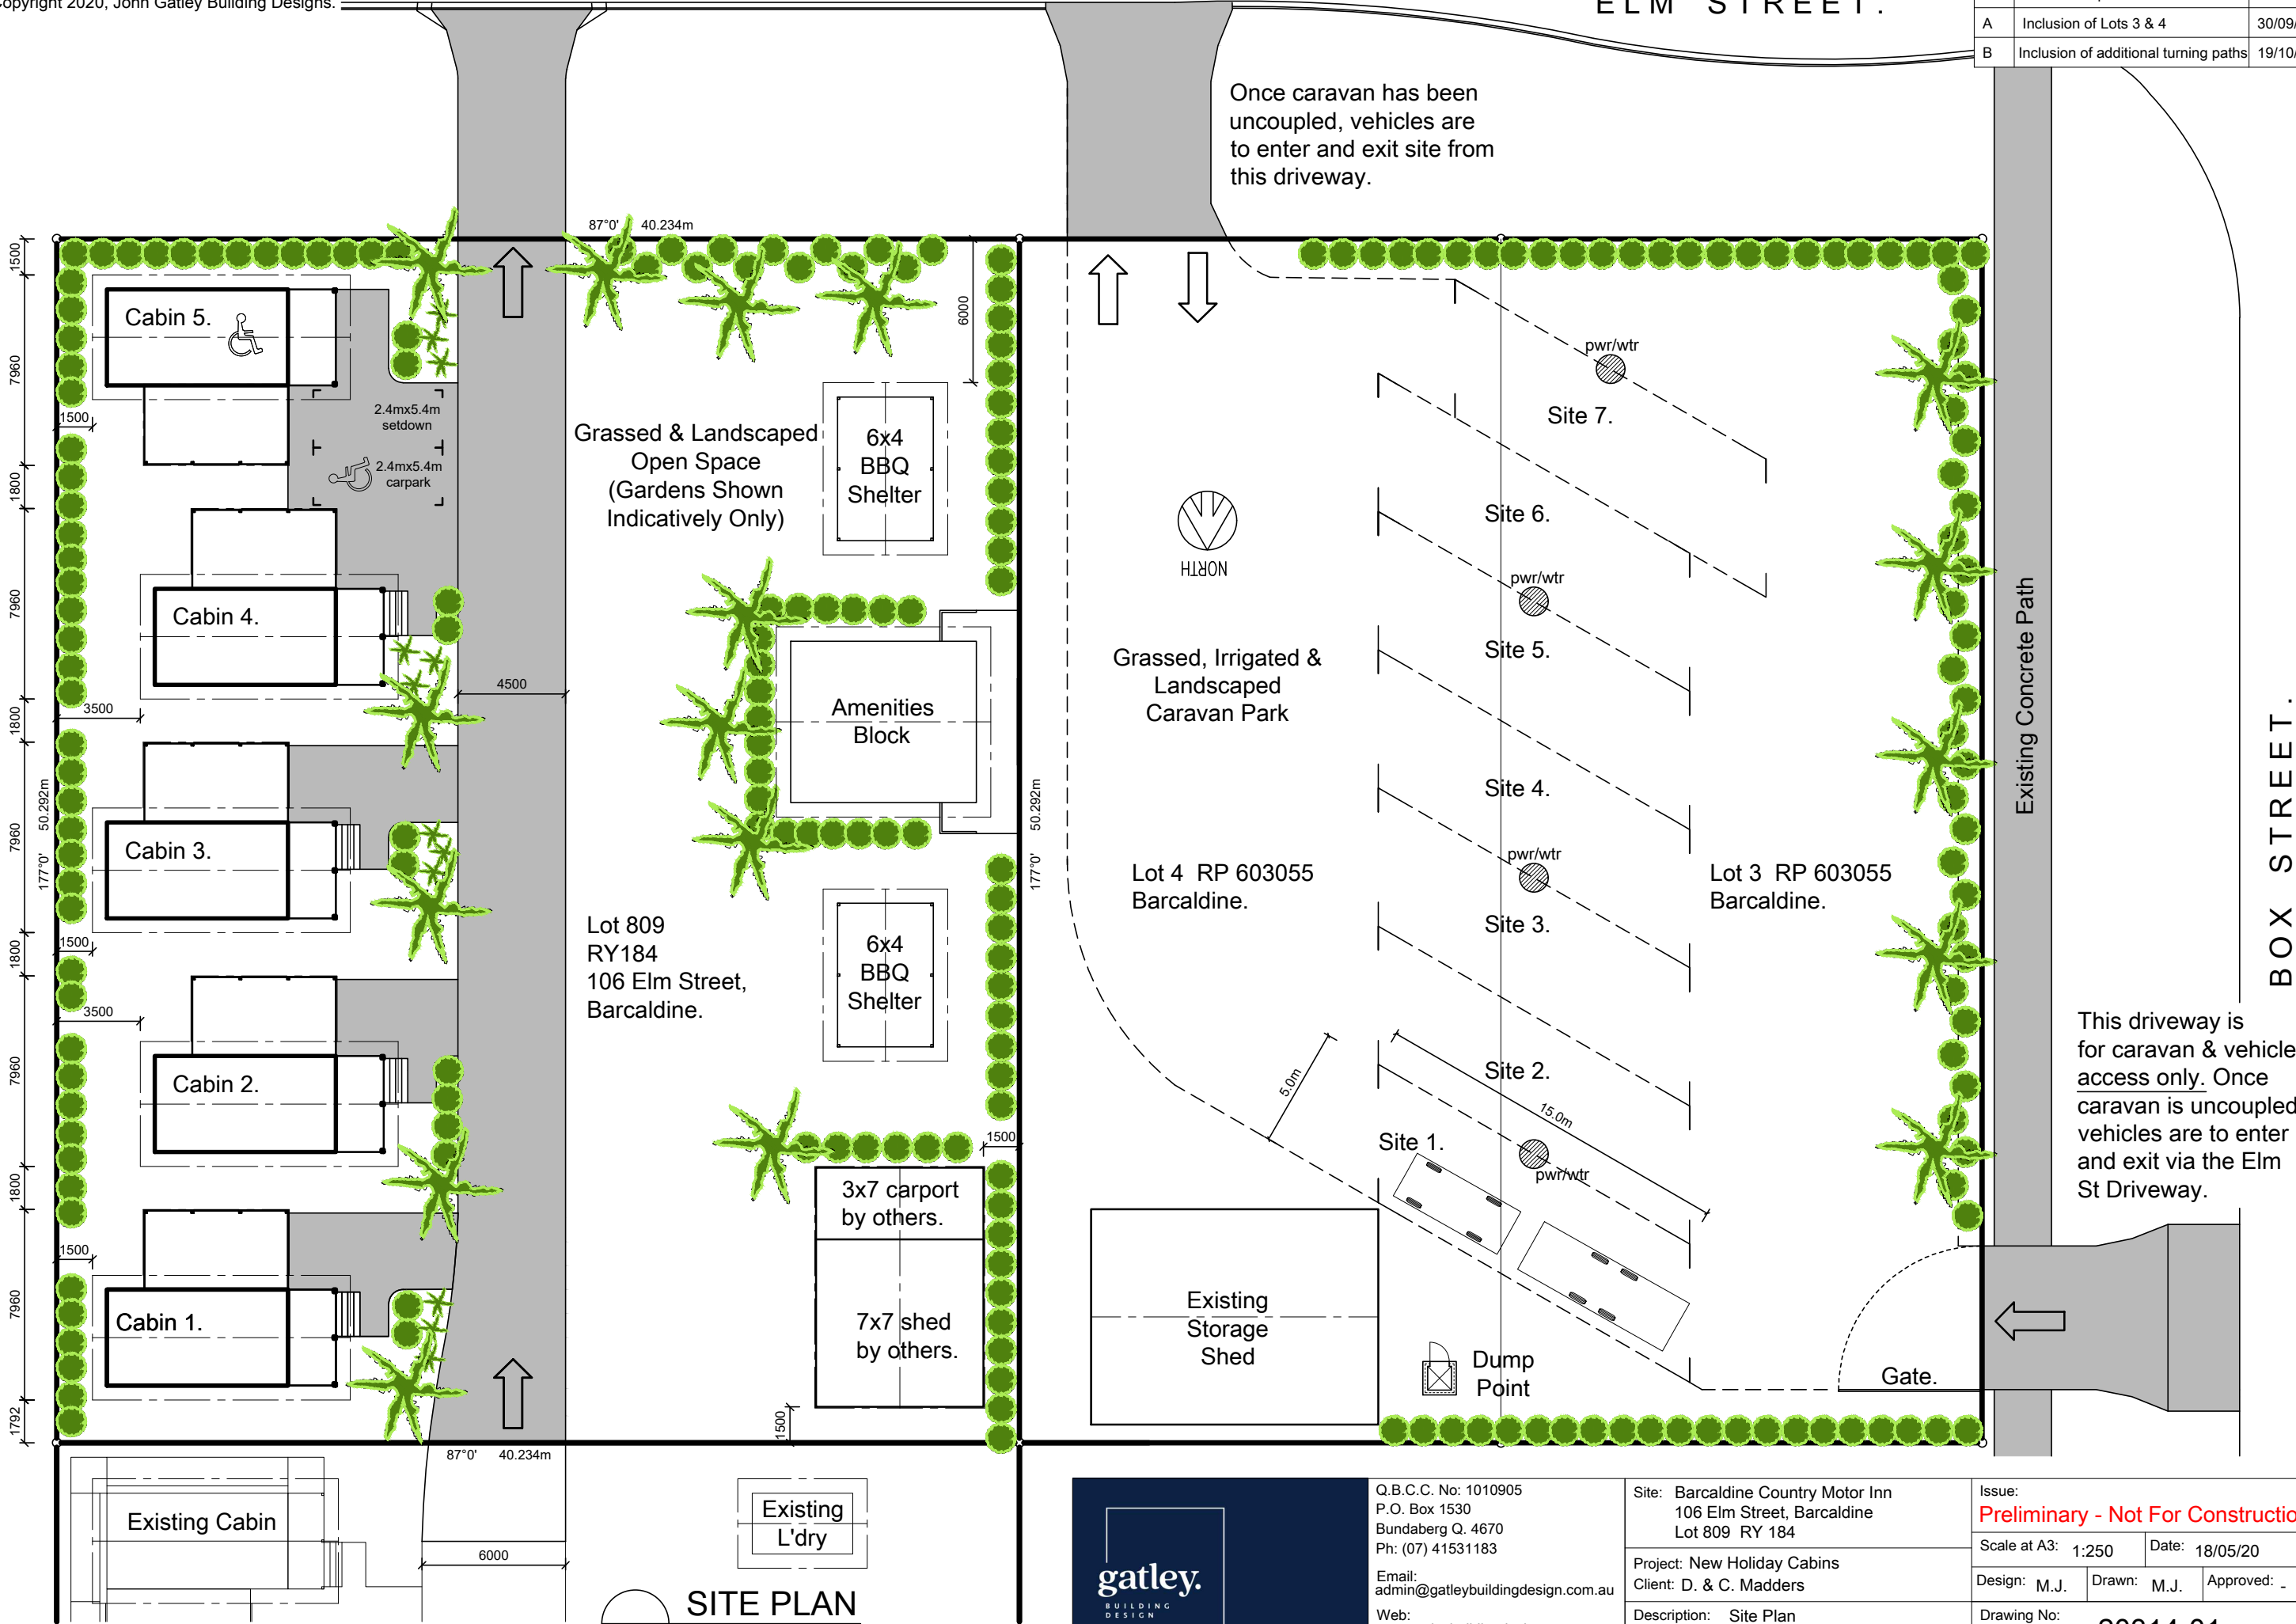 Copyright 2020, John Gatley Building Designs.
ELM STREET.
A Inclusion of Lots 3 & 4 30/09/
B Inclusion of additional turning paths 19/10/
Once caravan has been
uncoupled, vehicles are
to enter and exit site from
this driveway.
87°0' 40.234m
1500
7960
1800
7960
1800
7960
1800
7960
1800
7960
1792
177°0' 50.292m
Cabin 5.
2.4mx5.4m
setdown
2.4mx5.4m
carpark
1500
Cabin 4.
3500
4500
Cabin 3.
1500
Cabin 2.
3500
Cabin 1.
1500
Grassed & Landscaped
Open Space
(Gardens Shown
Indicatively Only)
6000
6x4
BBQ
Shelter
Amenities
Block
Lot 809
RY184
106 Elm Street,
Barcaldine.
6x4
BBQ
Shelter
1500
3x7 carport
by others.
7x7 shed
by others.
1500
177°0' 50.292m
NORTH
Grassed, Irrigated &
Landscaped
Caravan Park
Lot 4 RP 603055
Barcaldine.
Lot 3 RP 603055
Barcaldine.
pwr/wtr
Site 7.
Site 6.
pwr/wtr
Site 5.
Site 4.
pwr/wtr
Site 3.
Site 2.
5.0m
15.0m
Site 1.
pwr/wtr
Existing
Storage
Shed
Dump
Point
Gate.
Existing Concrete Path
BOX STREET.
This driveway is
for caravan & vehicle
access only. Once
caravan is uncoupled
vehicles are to enter
and exit via the Elm
St Driveway.
87°0' 40.234m
Existing Cabin
6000
Existing
L'dry
SITE PLAN
gatley.
BUILDING
DESIGN
Q.B.C.C. No: 1010905
P.O. Box 1530
Bundaberg Q. 4670
Ph: (07) 41531183
Email:
admin@gatleybuildingdesign.com.au
Web:
Site: Barcaldine Country Motor Inn
106 Elm Street, Barcaldine
Lot 809 RY 184
Project: New Holiday Cabins
Client: D. & C. Madders
Description: Site Plan
Issue:
Preliminary - Not For Constructio
Scale at A3: 1:250 Date: 18/05/20
Design: M.J. Drawn: M.J. Approved: -
Drawing No: